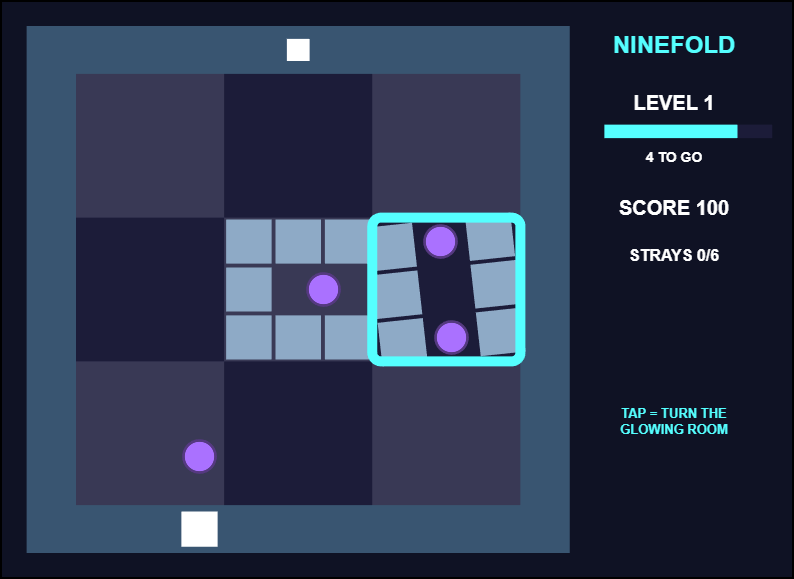 NINEFOLD
LEVEL 1
4 TO GO
SCORE 100
STRAYS 0/6
TAP = TURN THE
GLOWING ROOM